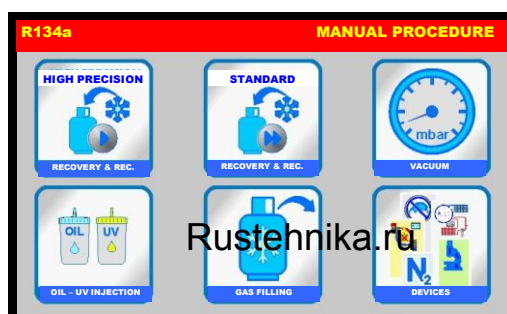 R134a MANUAL PROCEDURE
HIGH PRECISION
RECOVERY & REC.
STANDARD
RECOVERY & REC.
mbar
VACUUM
OIL UV
OIL – UV INJECTION
GAS FILLING
N2
DEVICES
Rustehnika.ru